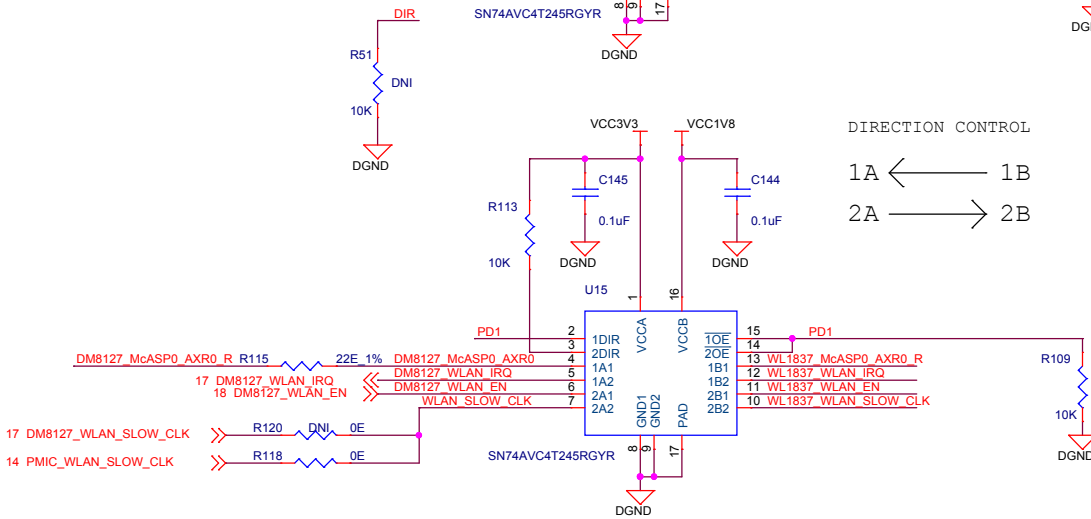 DIR
SN74AVC4T245RGYR
8
9
17
DGND
R51
DNI
10K
DGND
VCC3V3
VCC1V8
DIRECTION CONTROL
1A 1B
2A 2B
C145
0.1uF
DGND
C144
0.1uF
DGND
R113
10K
U15
1
16
VCCA
VCCB
PD1 2 1DIR 1OE 15 PD1
3 2DIR 2OE 14
DM8127_McASP0_AXR0_R R115 22E_1% DM8127_McASP0_AXR0 4 1A1 1B1 13 WL1837_McASP0_AXR0_R
17 DM8127_WLAN_IRQ DM8127_WLAN_IRQ 5 1A2 1B2 12 WL1837_WLAN_IRQ
18 DM8127_WLAN_EN DM8127_WLAN_EN 6 2A1 2B1 11 WL1837_WLAN_EN
WLAN_SLOW_CLK 7 2A2 2B2 10 WL1837_WLAN_SLOW_CLK
GND1
GND2
PAD
8
9
17
R109
10K
DGND
17 DM8127_WLAN_SLOW_CLK R120 DNI 0E
14 PMIC_WLAN_SLOW_CLK R118 0E
SN74AVC4T245RGYR
DGND